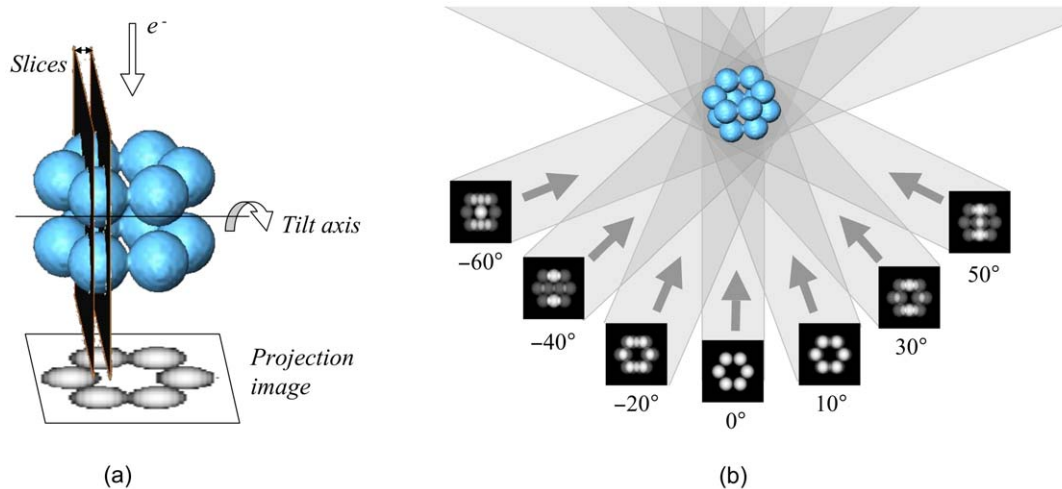 e-
Slices
Tilt axis
Projection
image
(a)
−60°
−40°
−20°
0°
10°
30°
50°
(b)